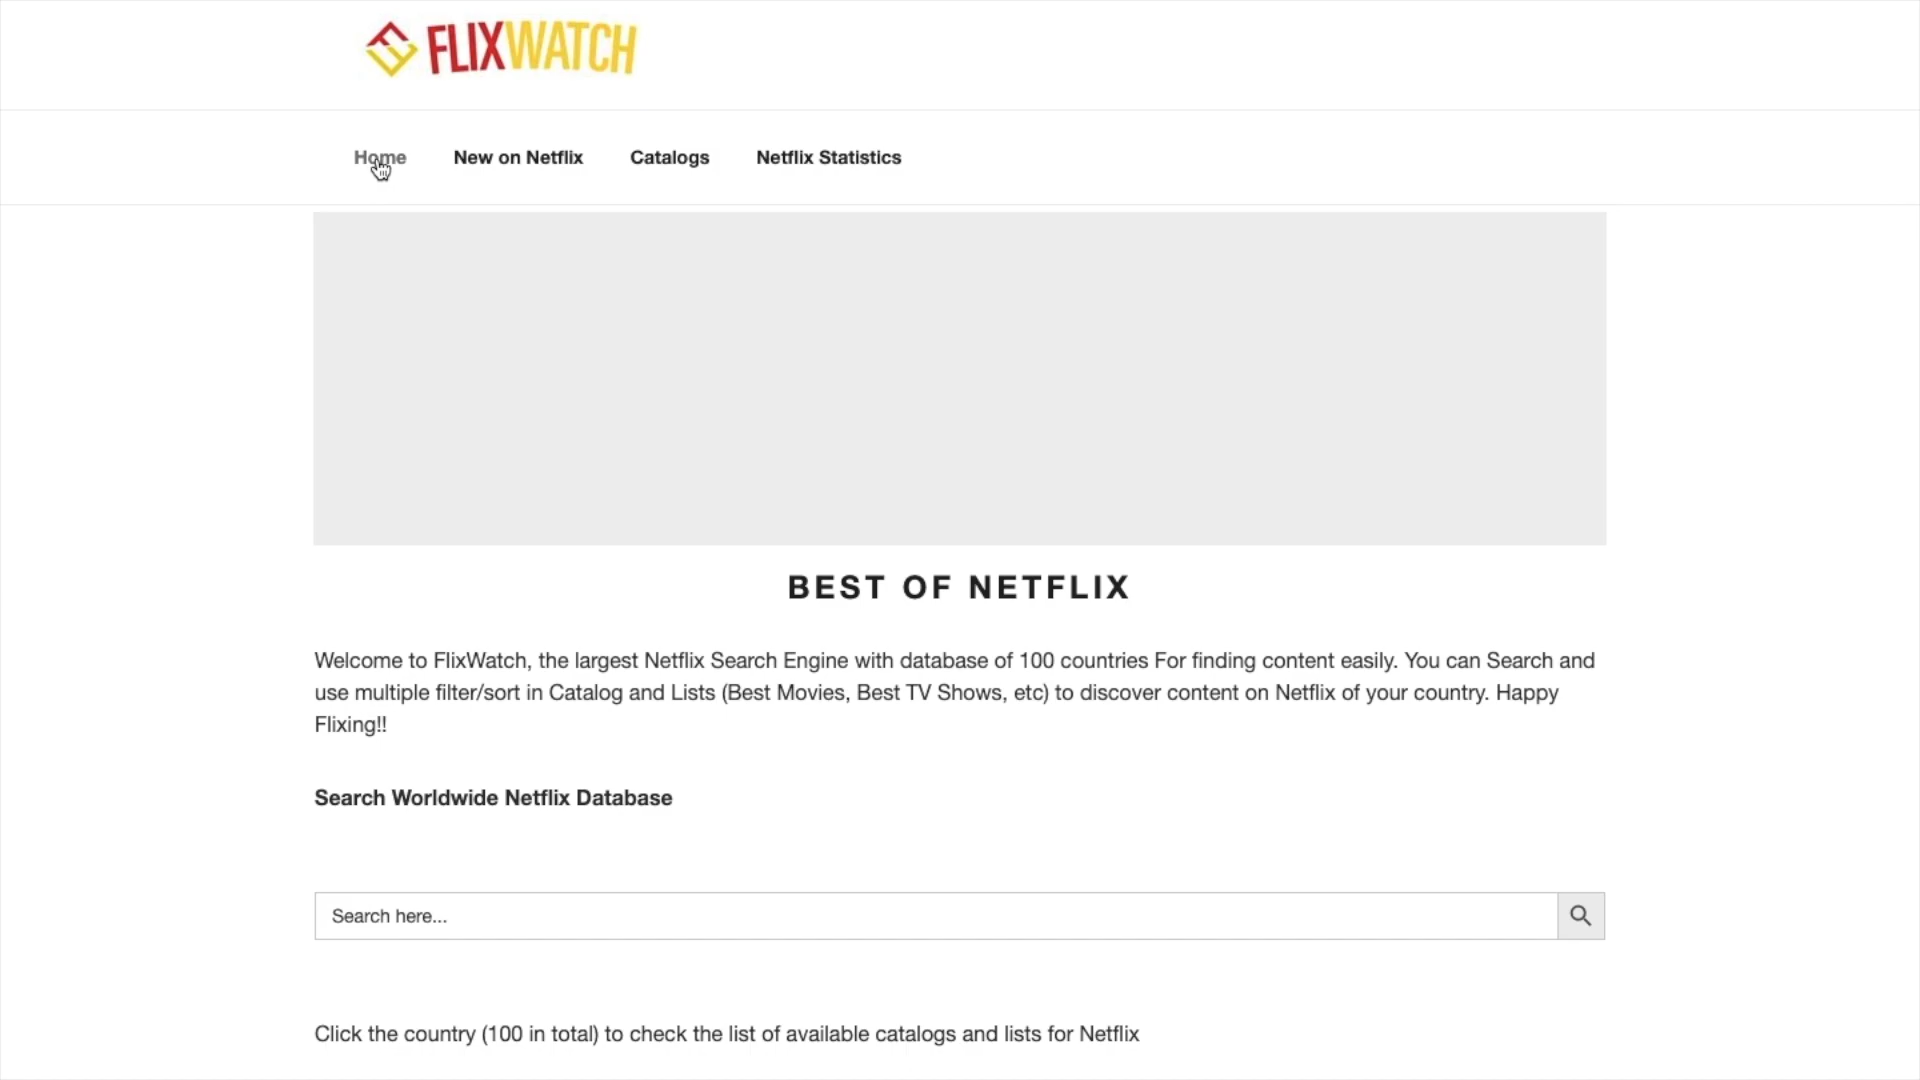 FLIXWATCH
Home New on Netflix Catalogs Netflix Statistics
BEST OF NETFLIX
Welcome to FlixWatch, the largest Netflix Search Engine with database of 100 countries For finding content easily. You can Search and
use multiple filter/sort in Catalog and Lists (Best Movies, Best TV Shows, etc) to discover content on Netflix of your country. Happy
Flixing!!
Search Worldwide Netflix Database
Search here...
Click the country (100 in total) to check the list of available catalogs and lists for Netflix